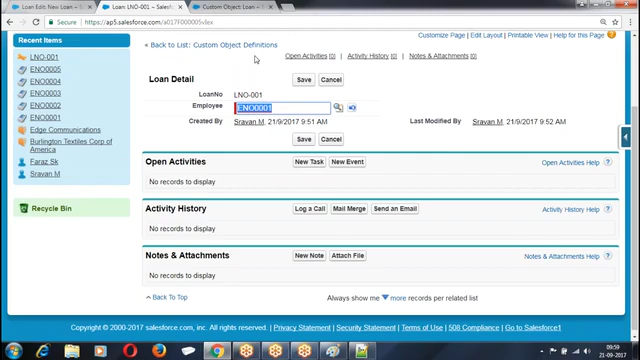 Loan Edit: New Loan ~
Loan: LNO-001 ~ Salesforc
Custom Object: Loan ~
Secure
https://ap5.salesforce.com/a017F000005vlex
Customize Page | Edit Layout | Printable View | Help for this Page
Recent Items
LNO-001
ENO0005
ENO0004
ENO0003
ENO0002
ENO0001
Edge Communications
Burlington Textiles Corp of America
Faraz Sk
Sravan M
Recycle Bin
« Back to List: Custom Object Definitions
Open Activities [0] | Activity History [0] | Notes & Attachments [0]
Loan Detail
Save
Cancel
LoanNo
LNO-001
Employee
ENO0001
Created By
Sravan M, 21/9/2017 9:51 AM
Last Modified By
Sravan M, 21/9/2017 9:52 AM
Save
Cancel
Open Activities
New Task
New Event
Open Activities Help
No records to display
Activity History
Log a Call
Mail Merge
Send an Email
Activity History Help
No records to display
Notes & Attachments
New Note
Attach File
Notes & Attachments Help
No records to display
^ Back To Top
Always show me more records per related list
Copyright © 2000-2017 salesforce.com, inc. All rights reserved. | Privacy Statement | Security Statement | Terms of Use | 508 Compliance | Go to Salesforce1
09:59
21-09-2017